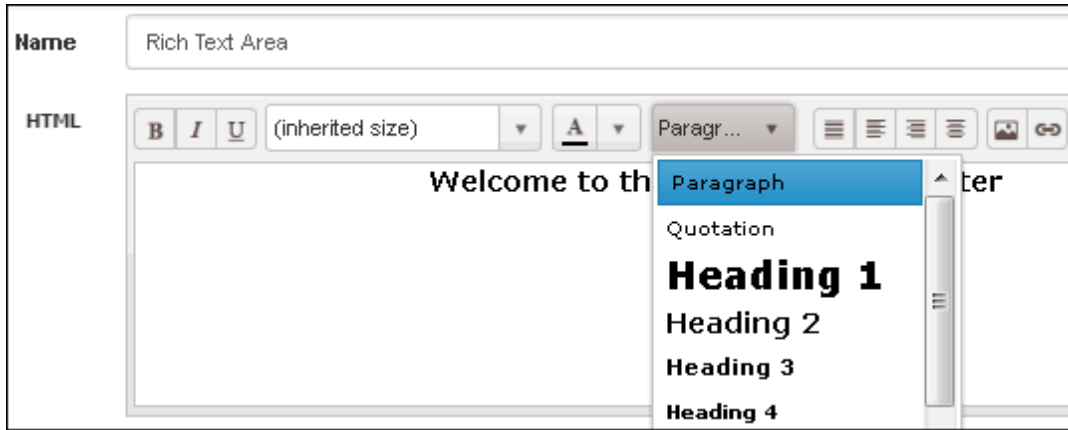 Name Rich Text Area
HTML B I U (inherited size) A Paragr...
Welcome to th ter
Paragraph
Quotation
Heading 1
Heading 2
Heading 3
Heading 4